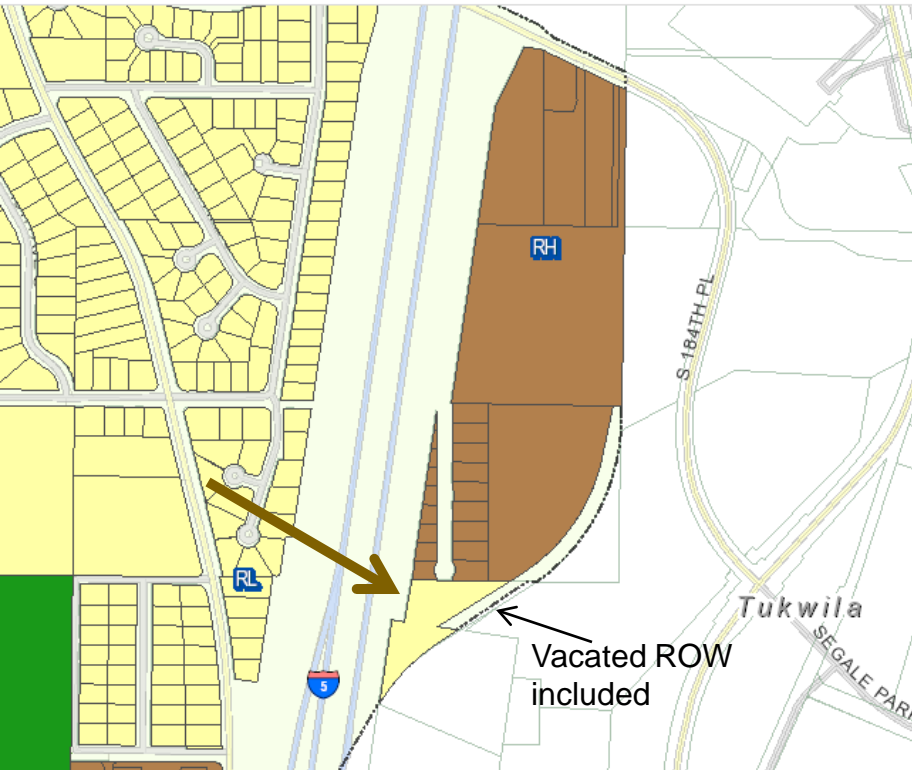 RH
S 184TH PL
RL
5
Tukwila
SEGALE PARK
Vacated ROW
included